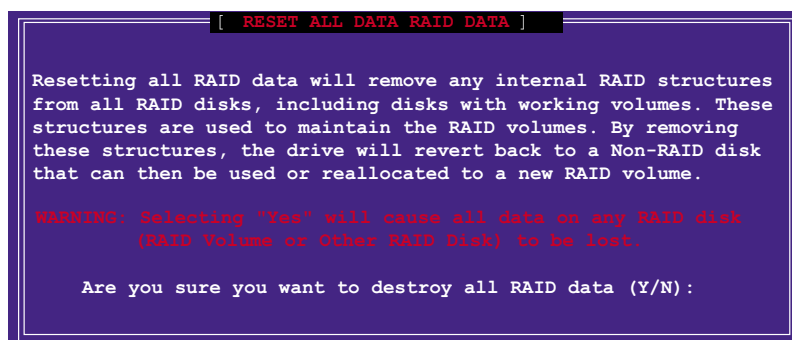 [ RESET ALL DATA RAID DATA ]
Resetting all RAID data will remove any internal RAID structures
from all RAID disks, including disks with working volumes. These
structures are used to maintain the RAID volumes. By removing
these structures, the drive will revert back to a Non-RAID disk
that can then be used or reallocated to a new RAID volume.
WARNING: Selecting "Yes" will cause all data on any RAID disk
(RAID Volume or Other RAID Disk) to be lost.
Are you sure you want to destroy all RAID data (Y/N):